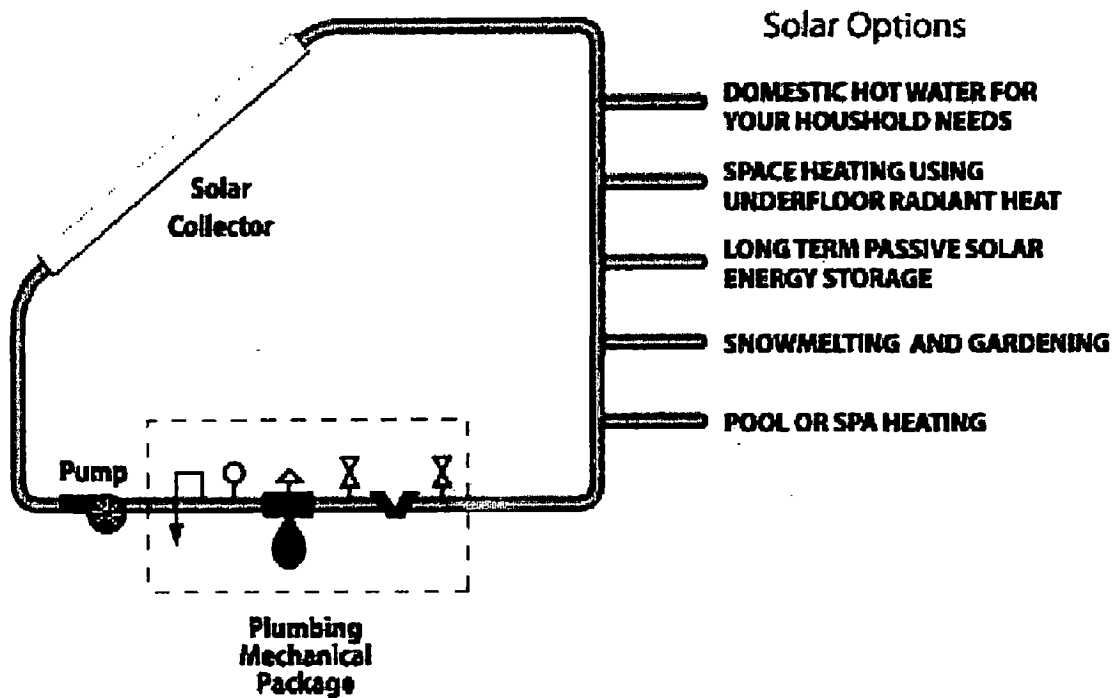 Solar Options
DOMESTIC HOT WATER FOR
YOUR HOUSHOLD NEEDS
SPACE HEATING USING
UNDERFLOOR RADIANT HEAT
LONG TERM PASSIVE SOLAR
ENERGY STORAGE
SNOWMELTING AND GARDENING
POOL OR SPA HEATING
Solar
Collector
Pump
Plumbing
Mechanical
Package